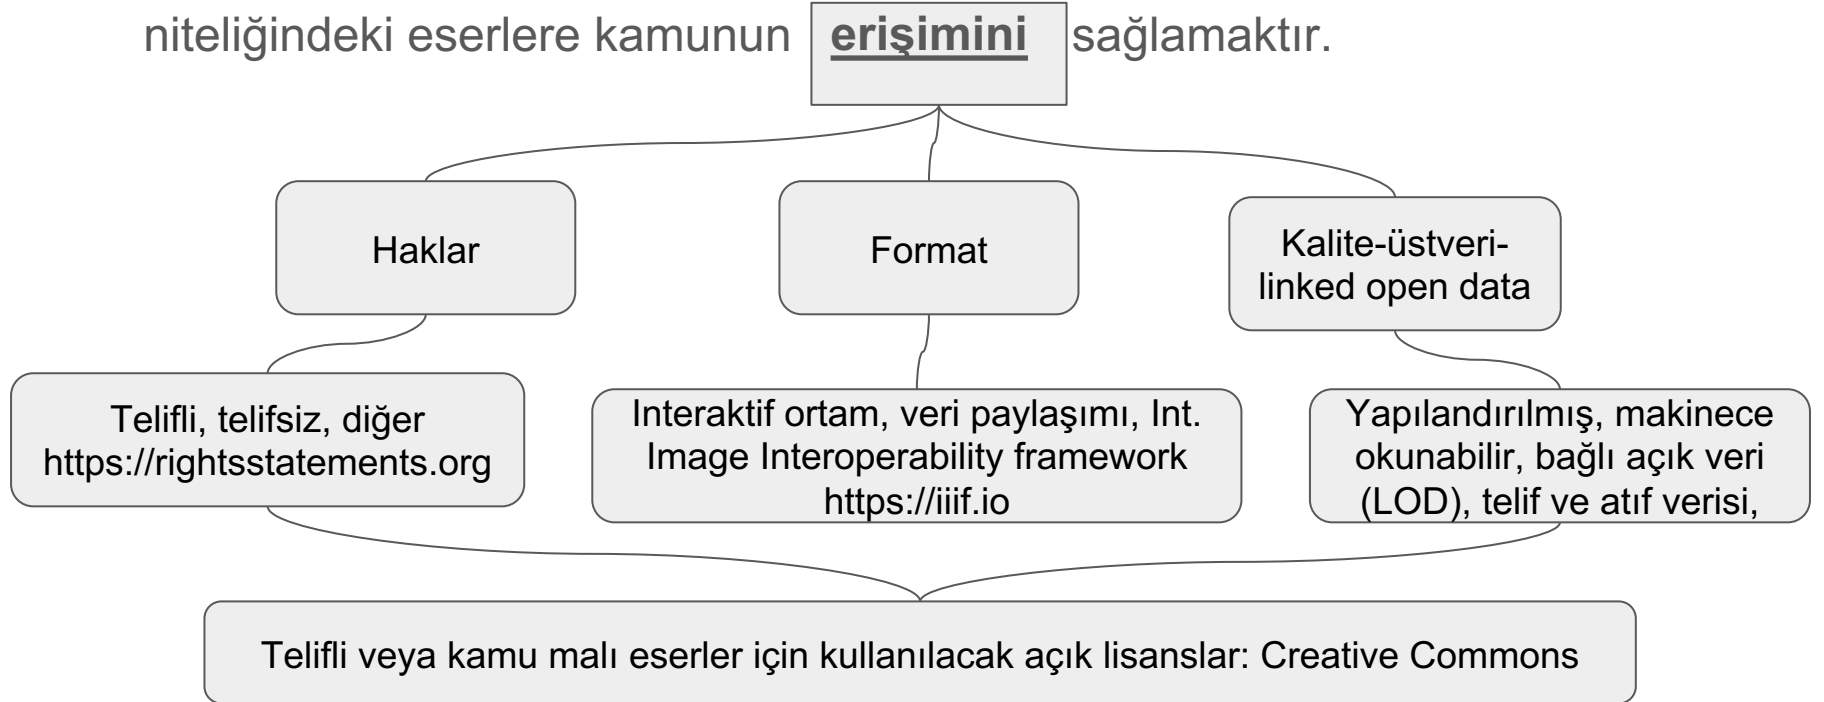 niteliğindeki eserlere kamunun erişimini sağlamaktır.
Haklar
Format
Kalite-üstveri-
linked open data
Telifli, telifsiz, diğer
https://rightsstatements.org
Interaktif ortam, veri paylaşımı, Int.
Image Interoperability framework
https://iiif.io
Yapılandırılmış, makinece
okunabilir, bağlı açık veri
(LOD), telif ve atıf verisi,
Telifli veya kamu malı eserler için kullanılacak açık lisanslar: Creative Commons